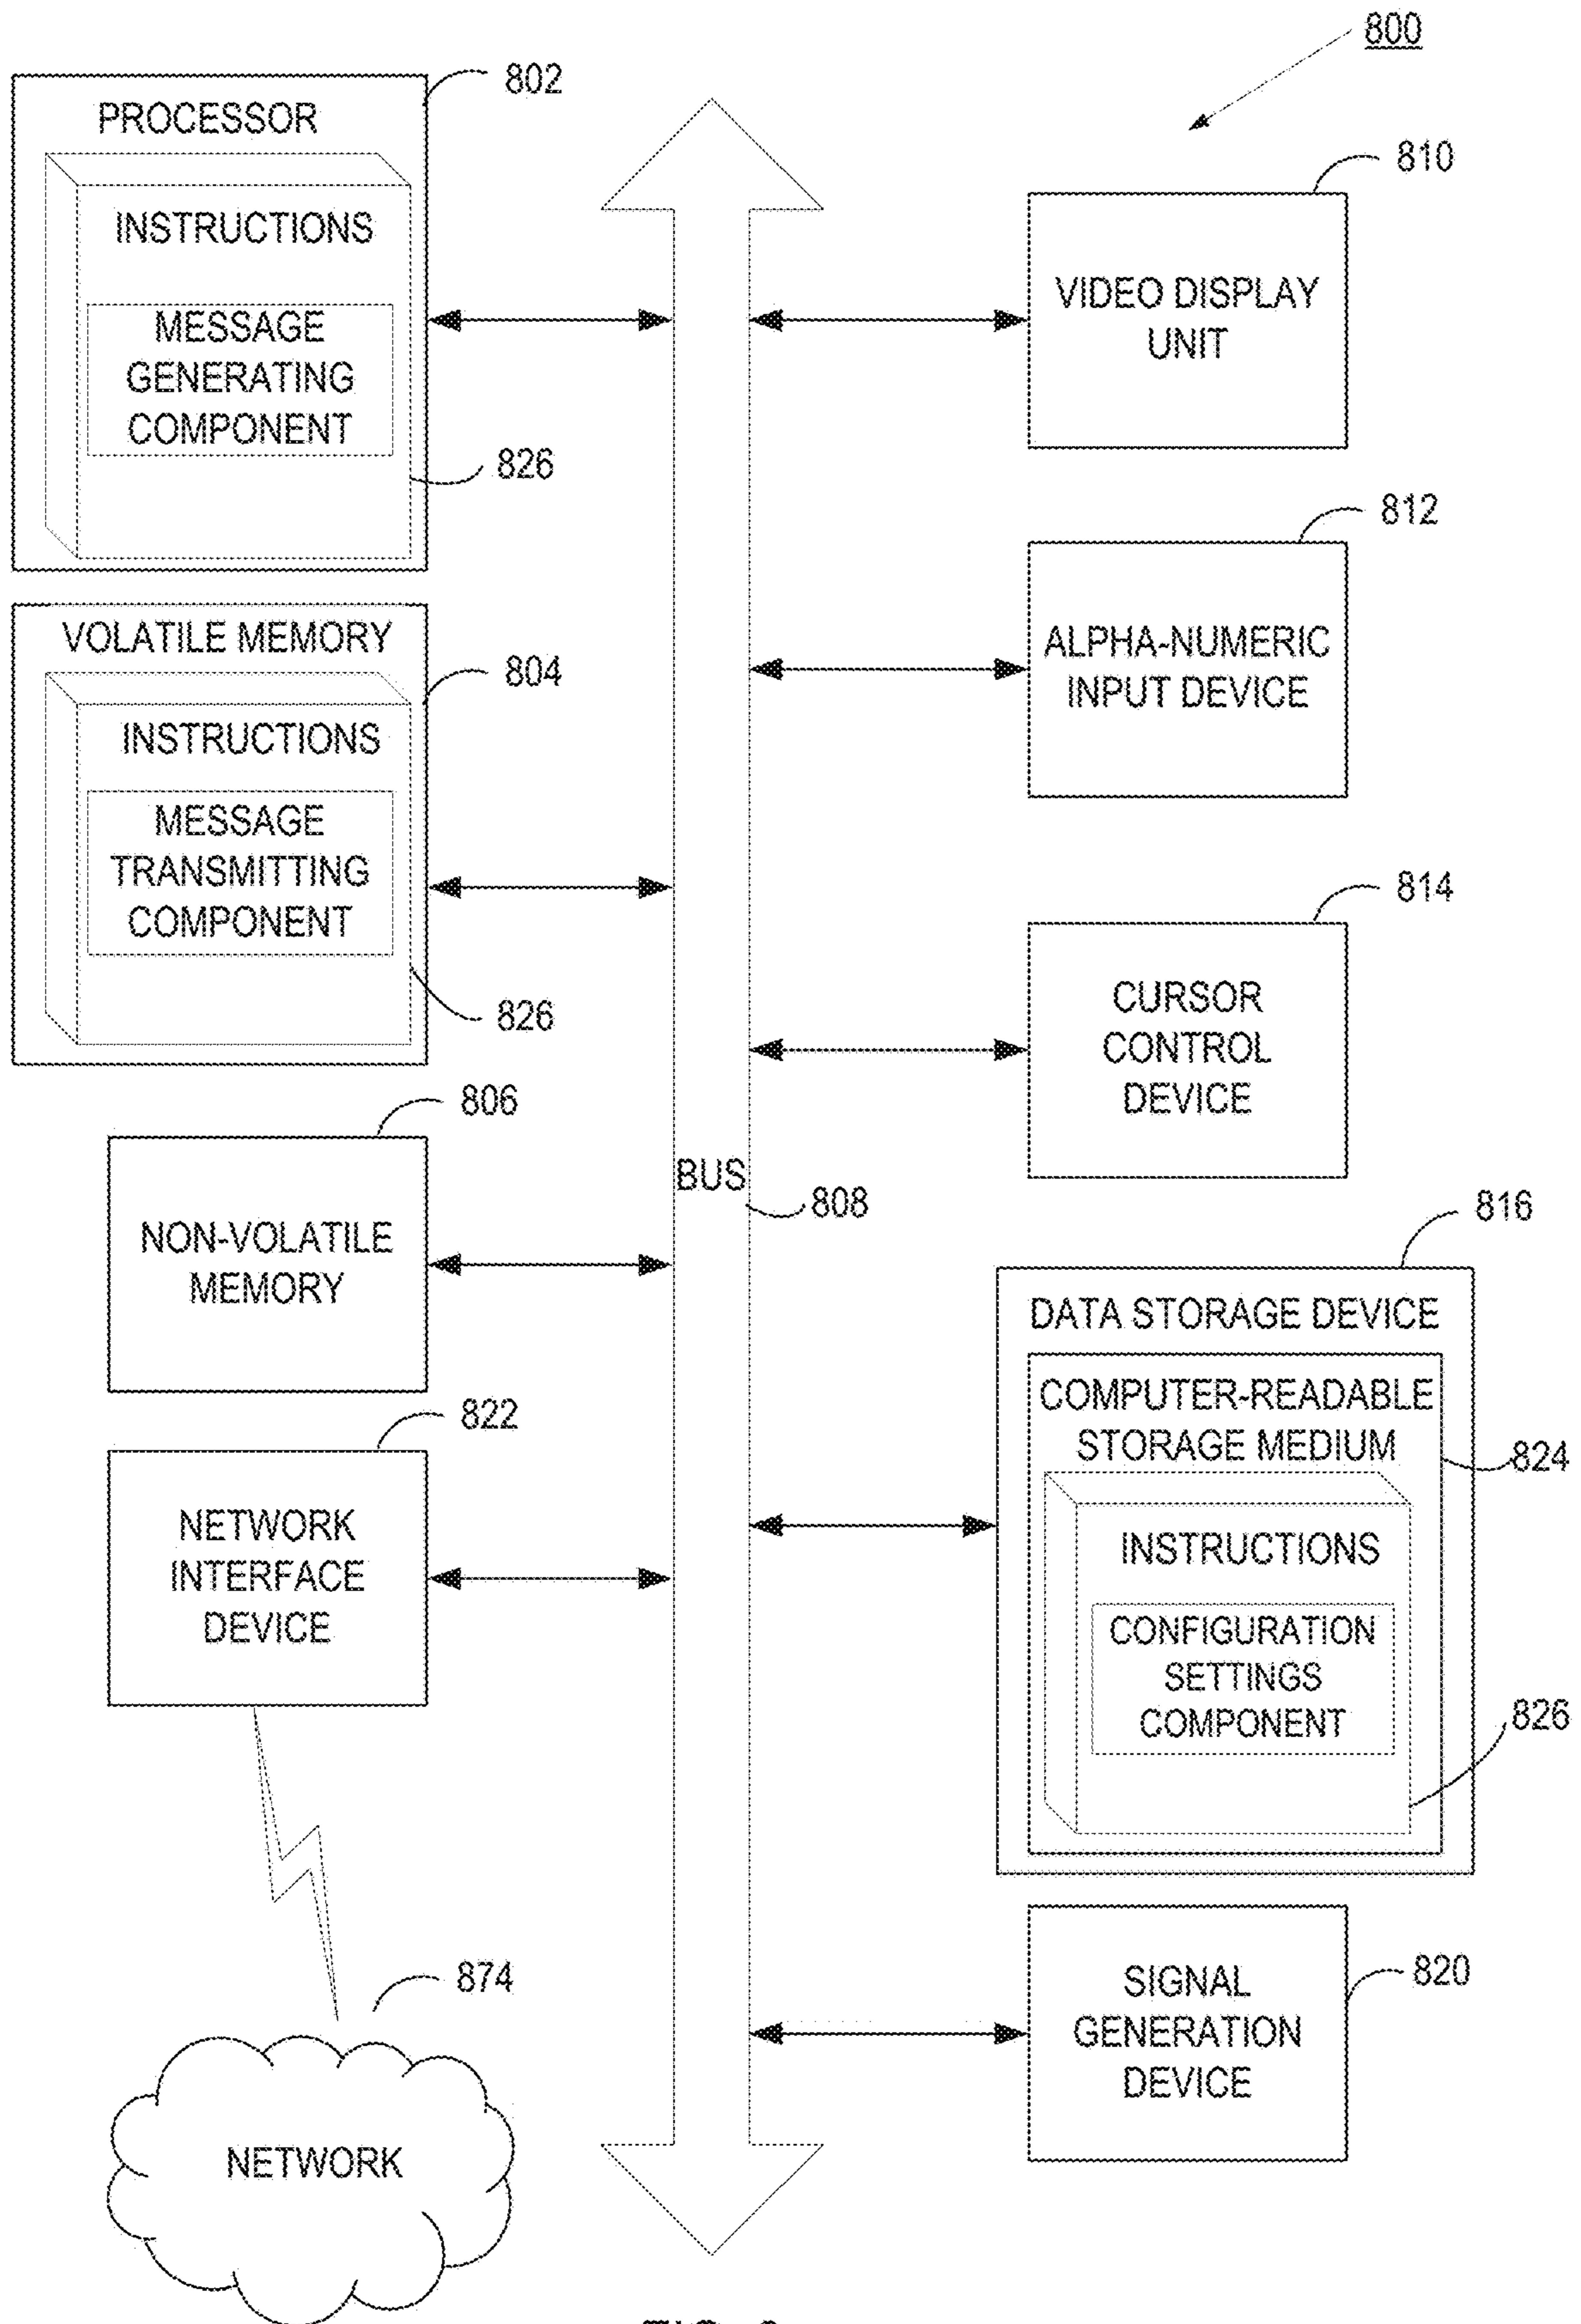 800
802
PROCESSOR
INSTRUCTIONS
MESSAGE
GENERATING
COMPONENT
826
VOLATILE MEMORY
804
INSTRUCTIONS
MESSAGE
TRANSMITTING
COMPONENT
826
806
NON-VOLATILE
MEMORY
822
NETWORK
INTERFACE
DEVICE
874
NETWORK
BUS
808
810
VIDEO DISPLAY
UNIT
812
ALPHA-NUMERIC
INPUT DEVICE
814
CURSOR
CONTROL
DEVICE
816
DATA STORAGE DEVICE
COMPUTER-READABLE
STORAGE MEDIUM
824
INSTRUCTIONS
CONFIGURATION
SETTINGS
COMPONENT
826
820
SIGNAL
GENERATION
DEVICE